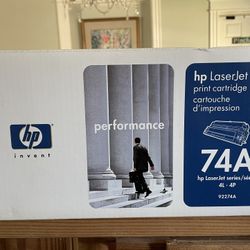 hp
invent
performance
hp LaserJet
print cartridge
cartouche
d'impression
74A
hp LaserJet series/
4L - 4P
92274A